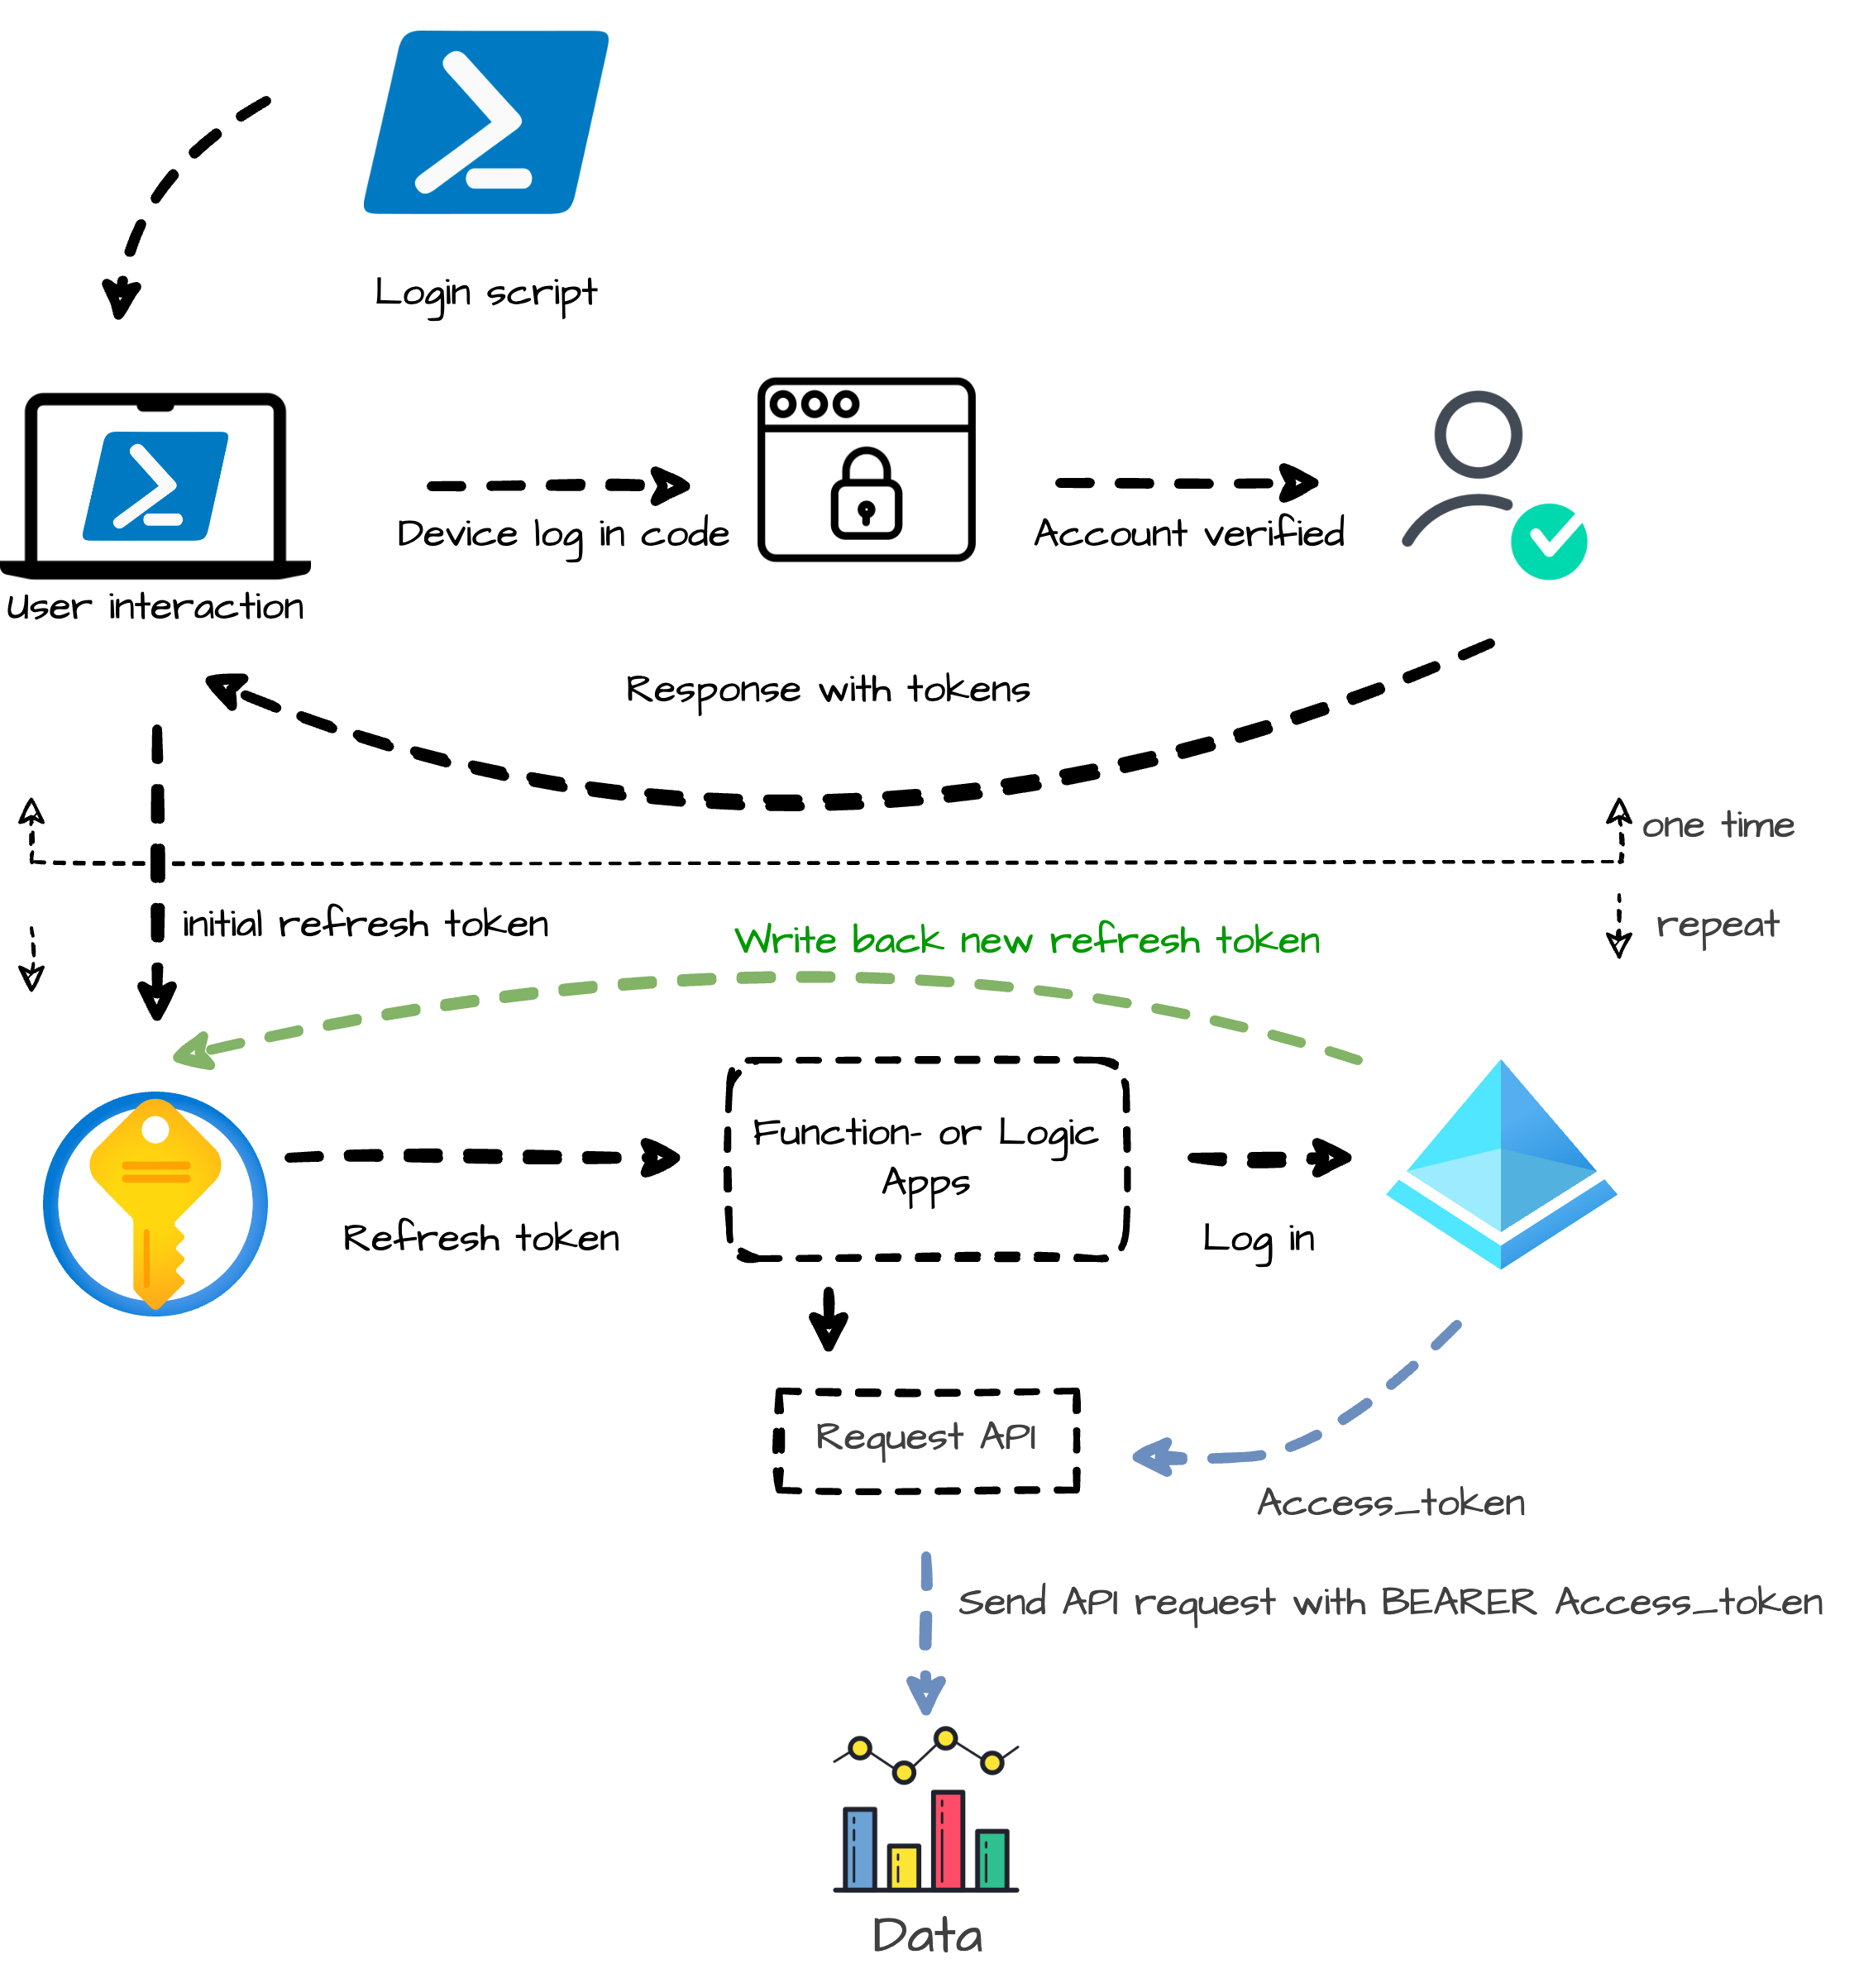 Login script
Device log in code
Account verified
User interaction
Response with tokens
one time
initial refresh token
repeat
Write back new refresh token
Function- or Logic
Apps
Refresh token
Log in
Request API
Access_token
Send API request with BEARER Access_token
Data